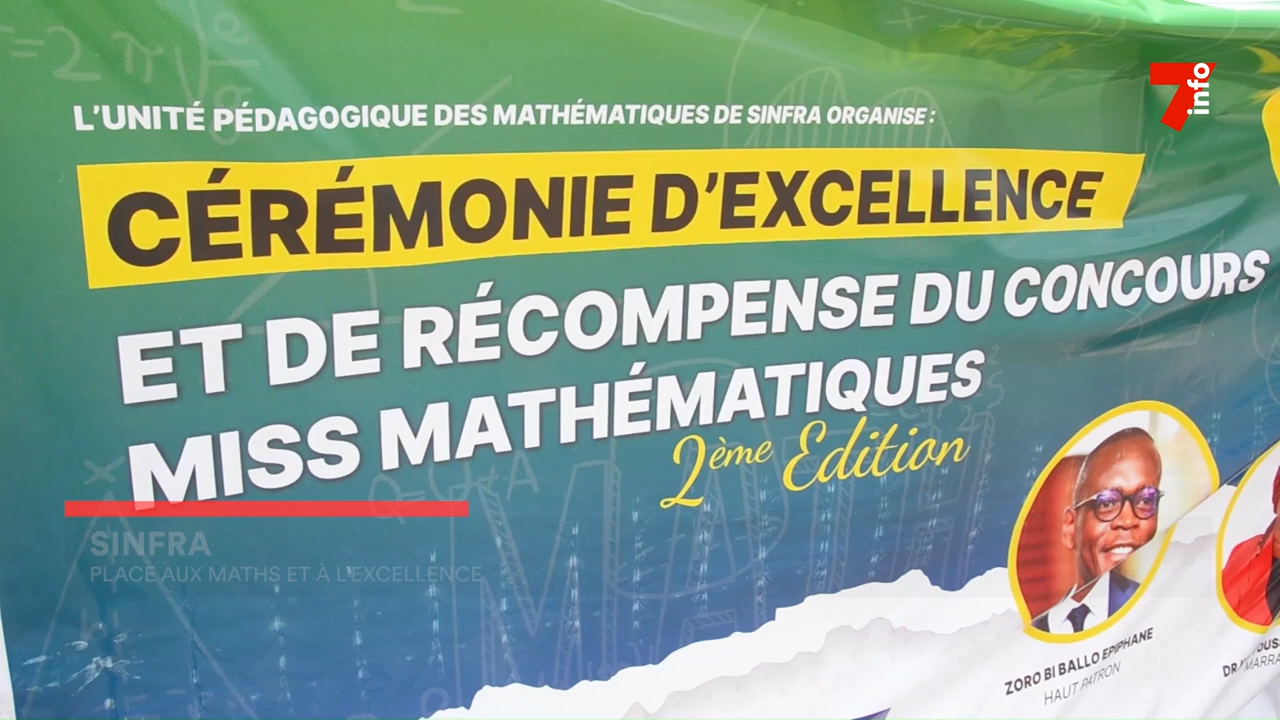 7info
L'UNITÉ PÉDAGOGIQUE DES MATHÉMATIQUES DE SINFRA ORGANISE :
CÉRÉMONIE D'EXCELLENCE
ET DE RÉCOMPENSE DU CONCOURS
MISS MATHÉMATIQUES
2ème Edition
SINFRA
PLACE AUX MATHS ET À L'EXCELLENCE
MATH
ZORO BI BALLO EPIPHANE
HAUT PATRON